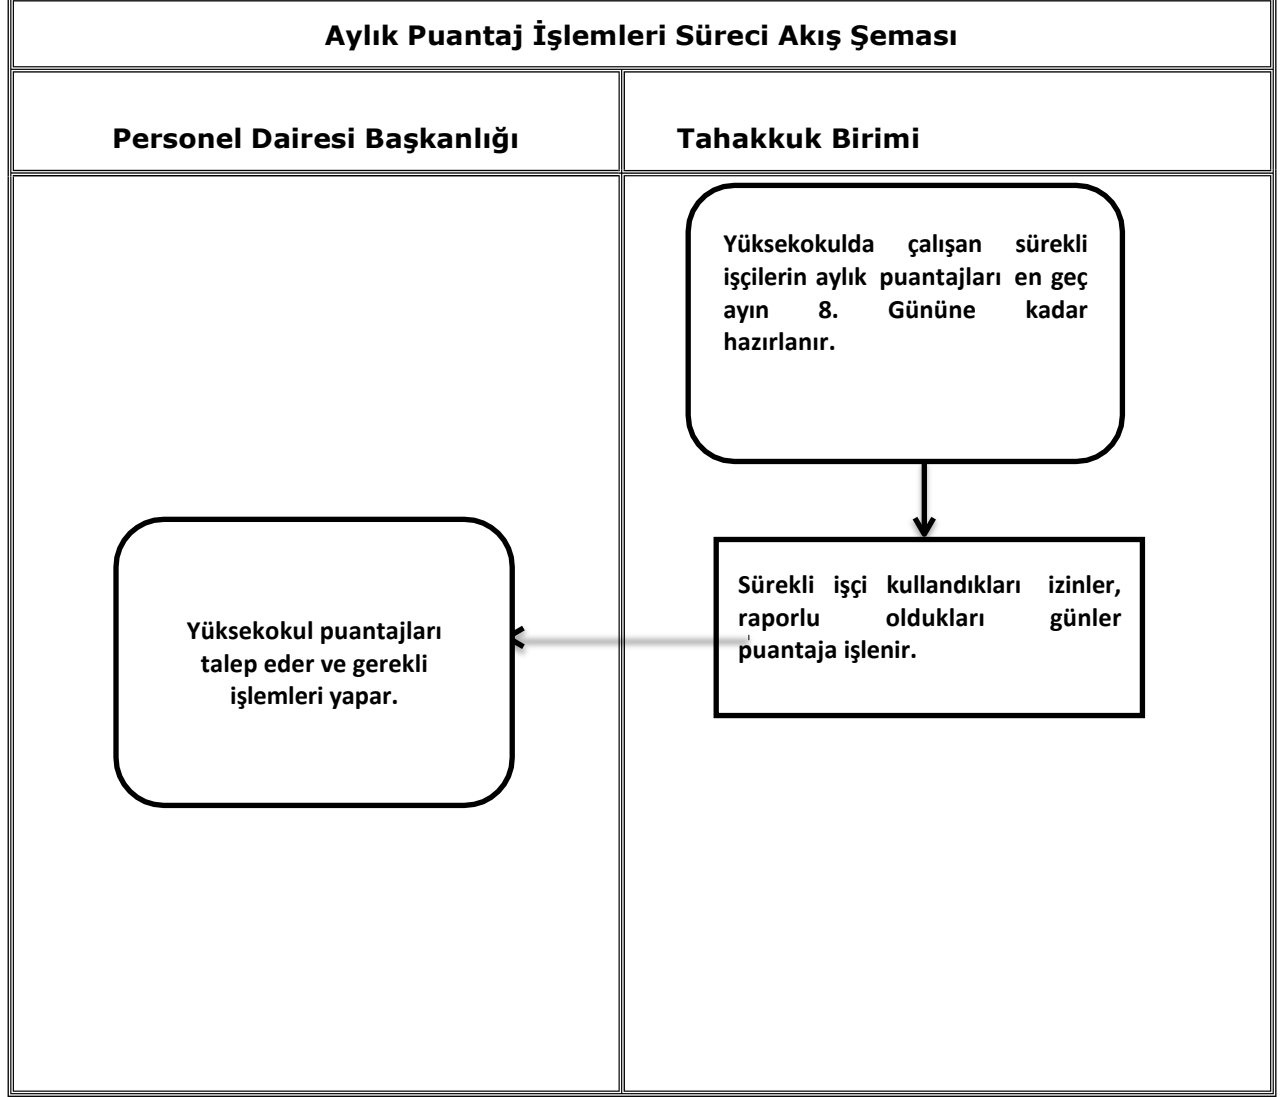 Aylık Puantaj İşlemleri Süreci Akış Şeması
Personel Dairesi Başkanlığı
Tahakkuk Birimi
Yüksekokulda çalışan sürekli
işçilerin aylık puantajları en geç
ayın 8. Gününe kadar
hazırlanır.
Sürekli işçi kullandıkları izinler,
raporlu oldukları günler
puantaja işlenir.
Yüksekokul puantajları
talep eder ve gerekli
işlemleri yapar.